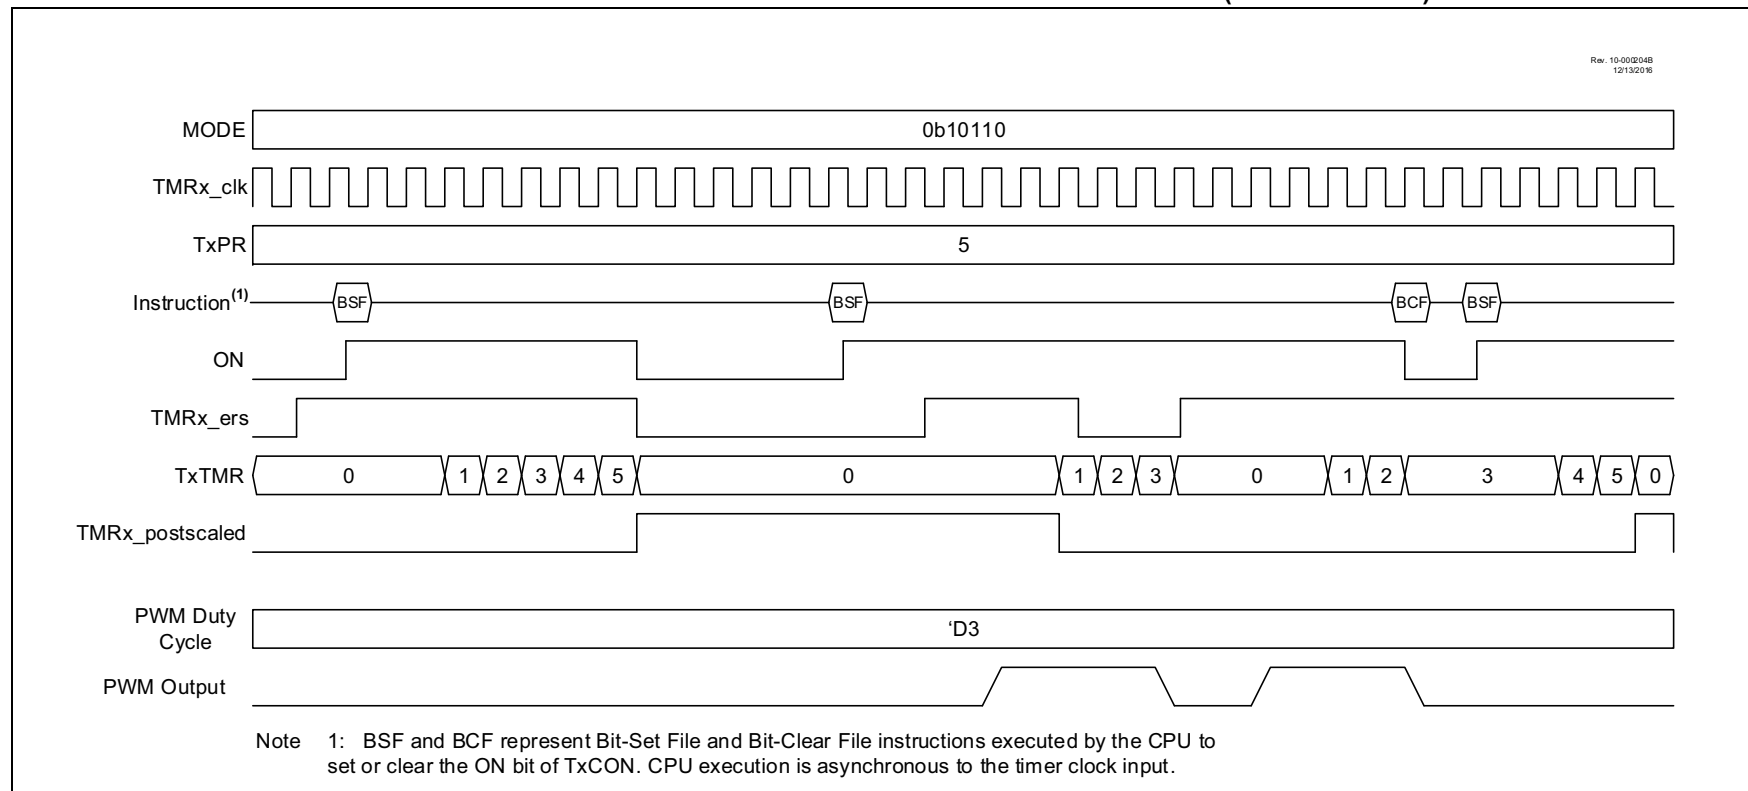 Rev. 10-000204B
12/13/2016
MODE
0b10110
TMRx_clk
TxPR
5
Instruction(1)
BSF
BSF
BCF
BSF
ON
TMRx_ers
TxTMR
0 1 2 3 4 5 0 1 2 3 0 1 2 3 4 5 0
TMRx_postscaled
PWM Duty
Cycle
‘D3
PWM Output
Note 1: BSF and BCF represent Bit-Set File and Bit-Clear File instructions executed by the CPU to
set or clear the ON bit of TxCON. CPU execution is asynchronous to the timer clock input.